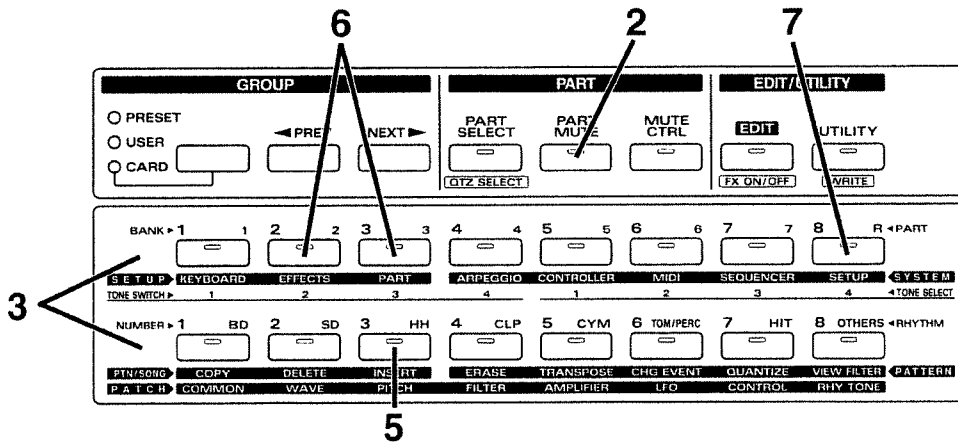 6 2 7
GROUP PART EDIT/UTILITY
PRESET
USER
CARD
◄PREV NEXT►
PART SELECT PART MUTE MUTE CTRL
EDIT UTILITY
QTZ SELECT FX ON/OFF WRITE
BANK► 1 1 2 2 3 3 4 4 5 5 6 6 7 7 8 R ◄PART
SETUP► KEYBOARD EFFECTS PART ARPEGGIO CONTROLLER MIDI SEQUENCER SETUP ◄SYSTEM
TONE SWITCH► 1 2 3 4 1 2 3 4 ◄TONE SELECT
3
NUMBER► 1 BD 2 SD 3 HH 4 CLP 5 CYM 6 TOM/PERC 7 HIT 8 OTHERS ◄RHYTHM
PTN/SONG► COPY DELETE INSERT ERASE TRANSPOSE CHG EVENT QUANTIZE VIEW FILTER ◄PATTERN
PATCH► COMMON WAVE PITCH FILTER AMPLIFIER LFO CONTROL RHY TONE
5